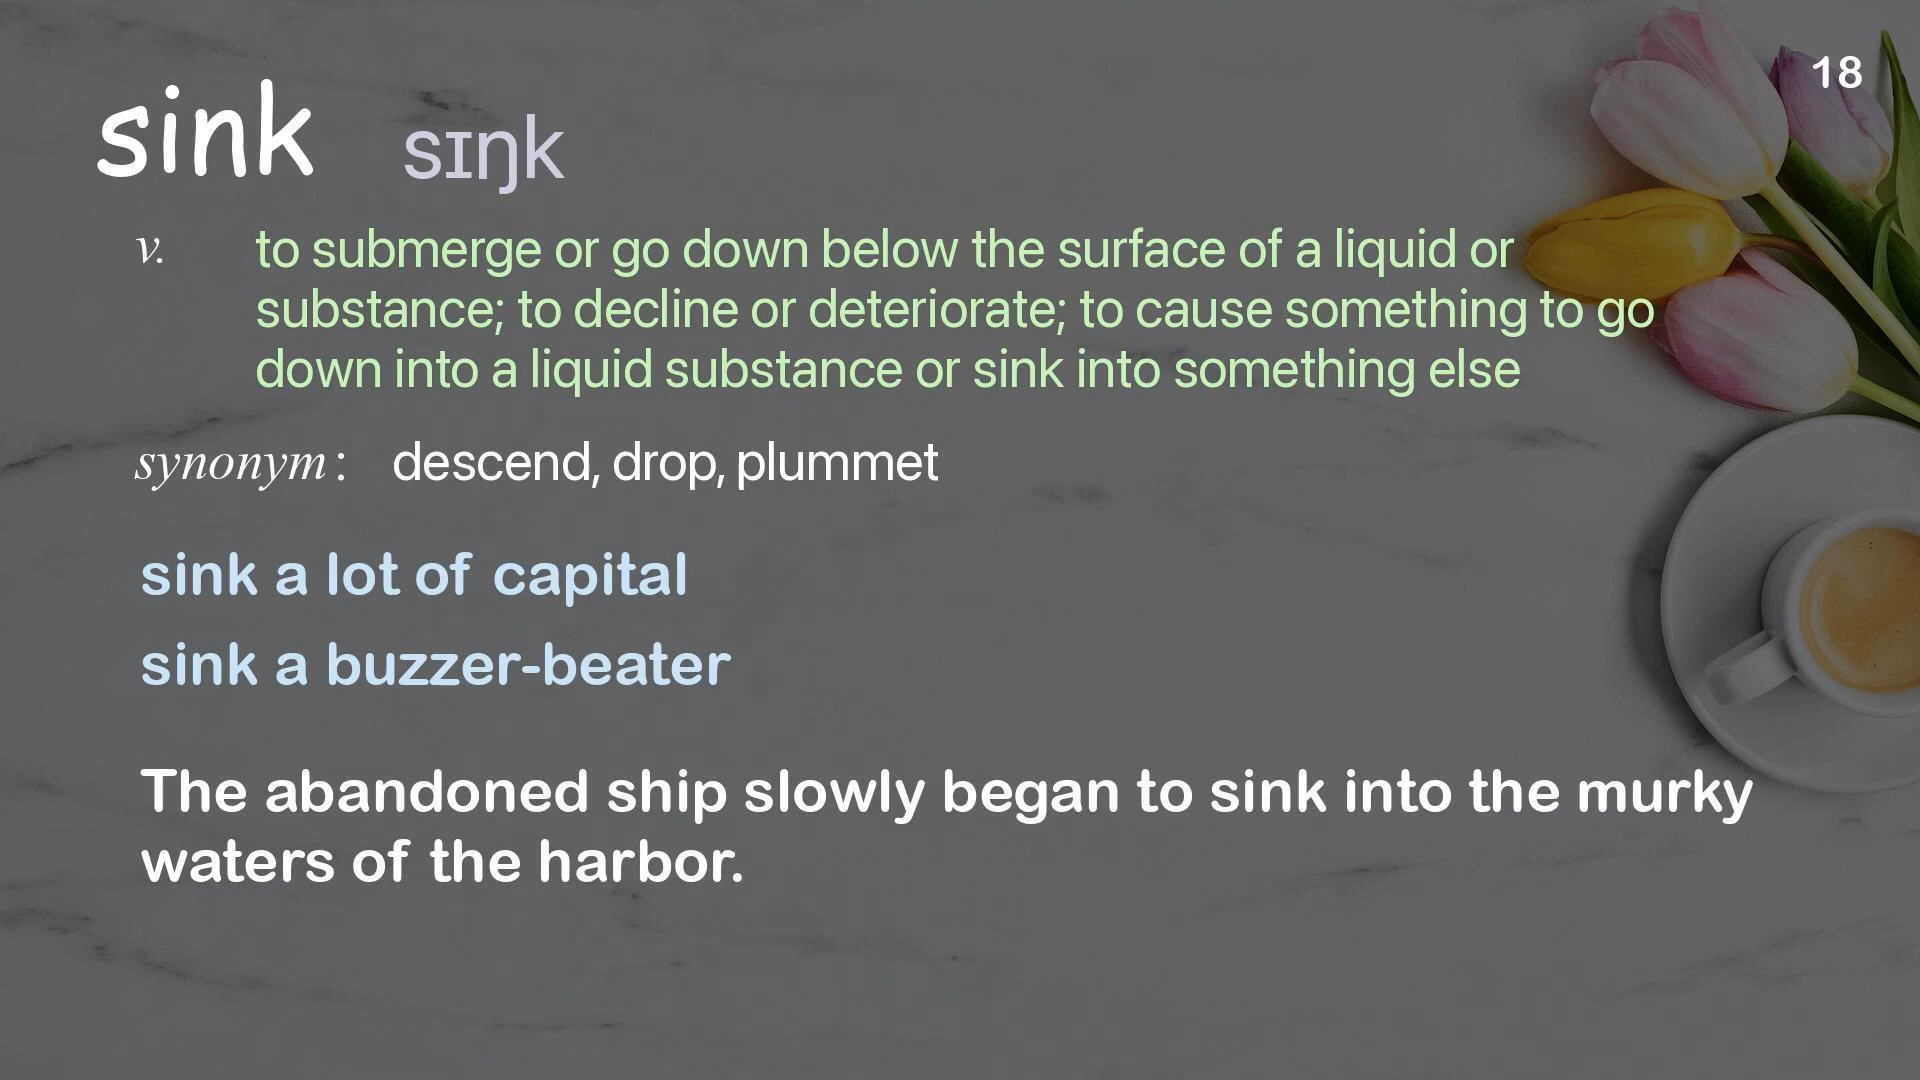 18
sink sɪŋk
v. to submerge or go down below the surface of a liquid or
substance; to decline or deteriorate; to cause something to go
down into a liquid substance or sink into something else
synonym: descend, drop, plummet
sink a lot of capital
sink a buzzer-beater
The abandoned ship slowly began to sink into the murky
waters of the harbor.